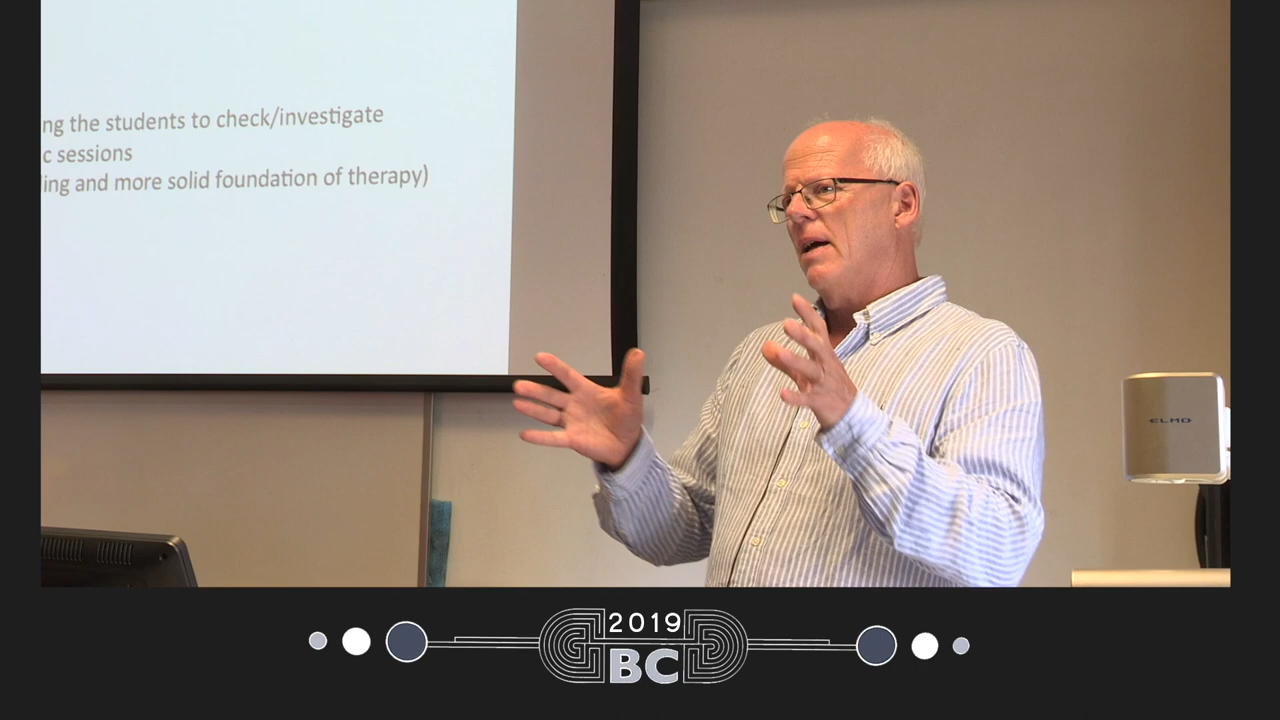 ng the students to check/investigate
c sessions
ing and more solid foundation of therapy)
ELMO
2019
BC